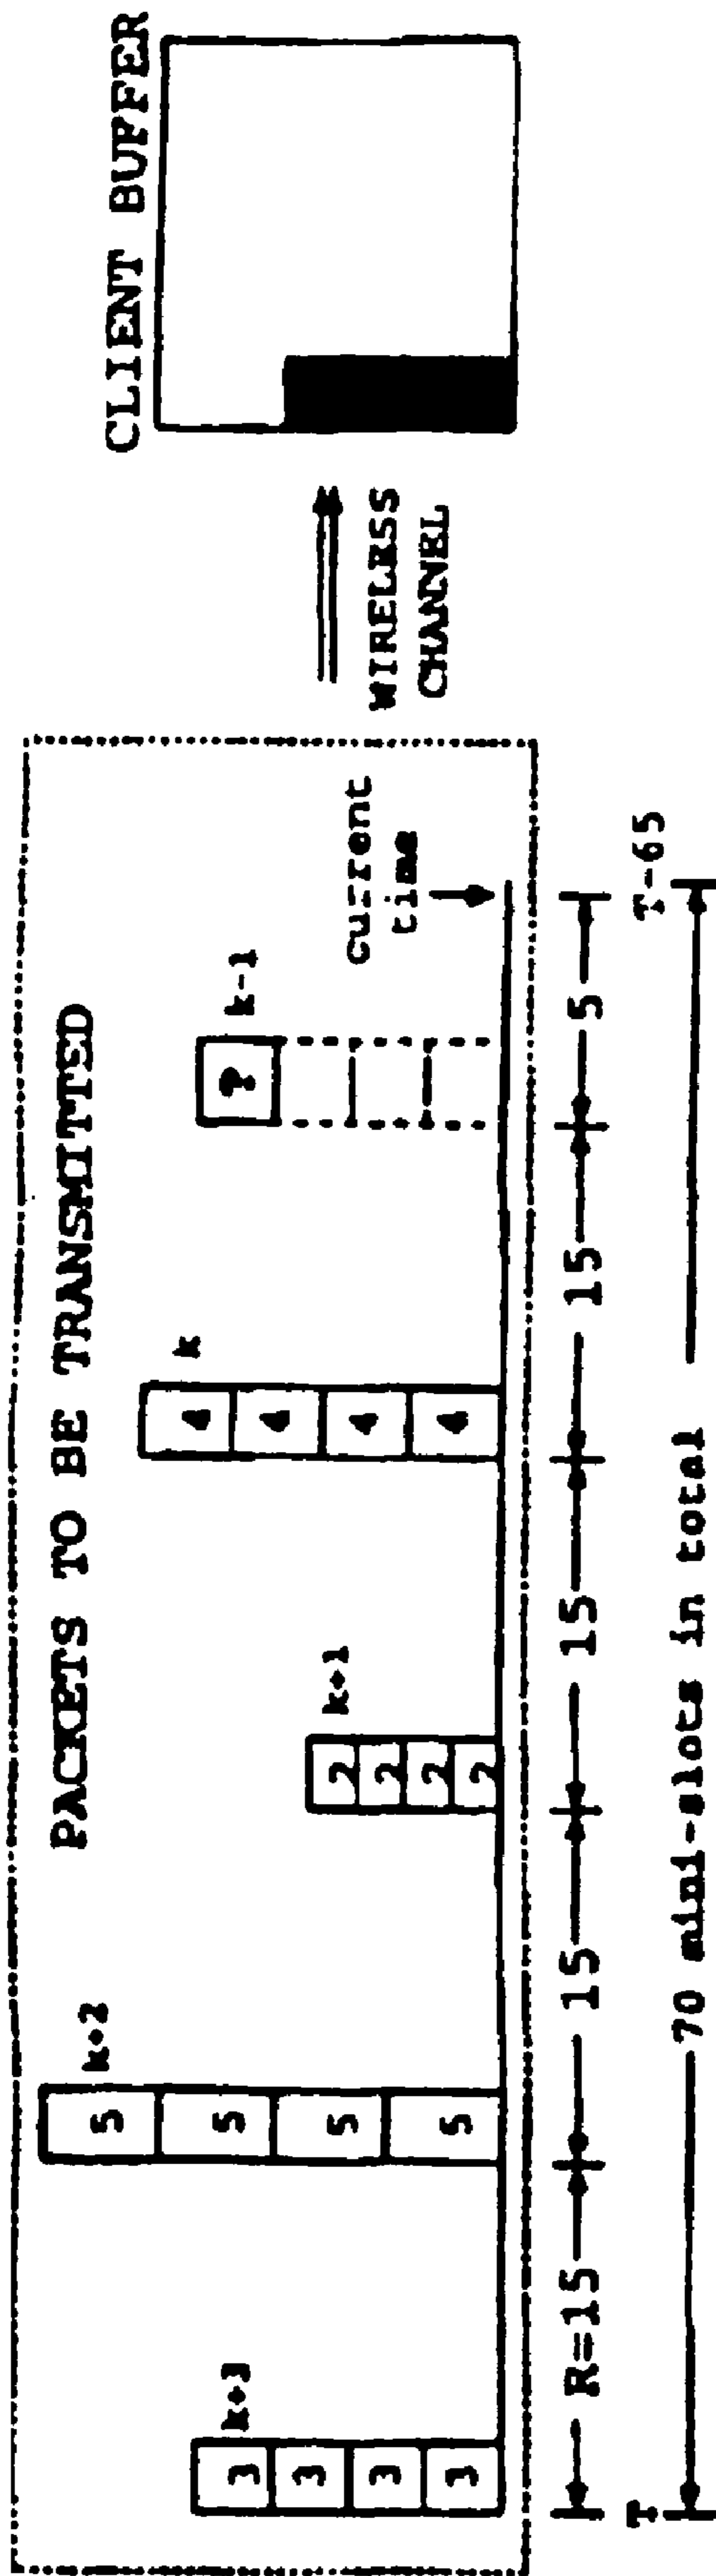 PACKETS TO BE TRANSMITTED
CLIENT BUFFER
k+3
3
3
3
3
k+2
5
5
5
5
k+1
2
2
2
2
k
4
4
4
4
k-1
?
current
time
WIRELESS
CHANNEL
R=15
15
15
15
5
T
T-65
70 mini-slots in total